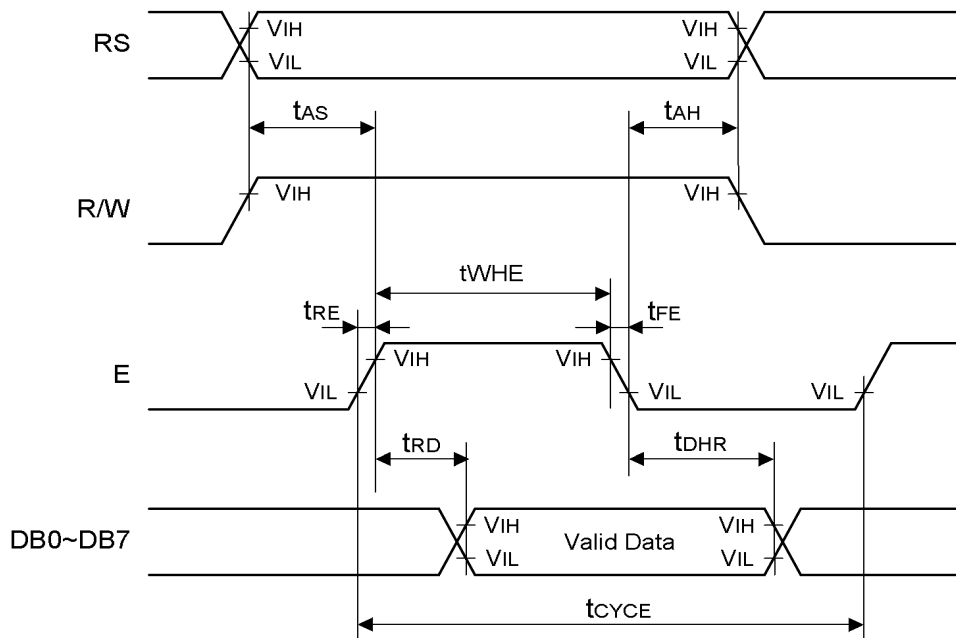 RS
VIH
VIH
VIL
VIL
tAS
tAH
R/W
VIH
VIH
tWHE
tRE
tFE
E
VIH
VIH
VIL
VIL
VIL
tRD
tDHR
DB0~DB7
VIH
Valid Data
VIH
VIL
VIL
tCYCE